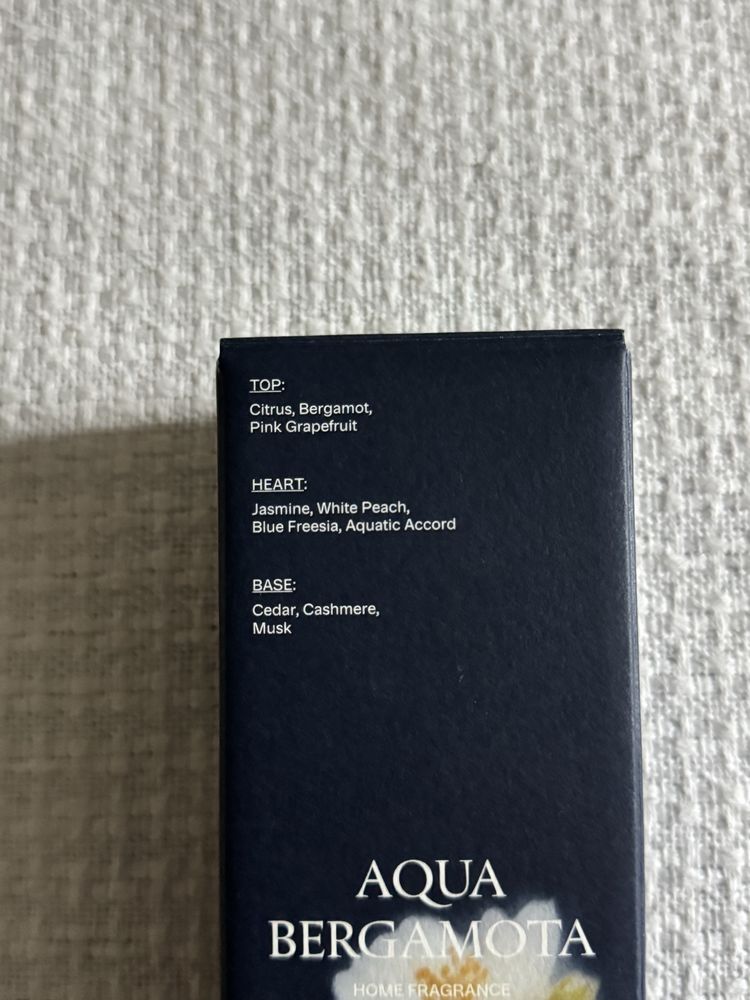 TOP:
Citrus, Bergamot,
Pink Grapefruit
HEART:
Jasmine, White Peach,
Blue Freesia, Aquatic Accord
BASE:
Cedar, Cashmere,
Musk
AQUA
BERGAMOTA
HOME FRAGRANCE